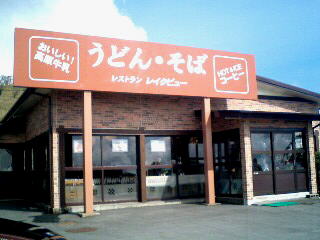 おいしい!
高原牛乳
うどん・そば
レストラン レイクビュー
HOT & ICE
コーヒー